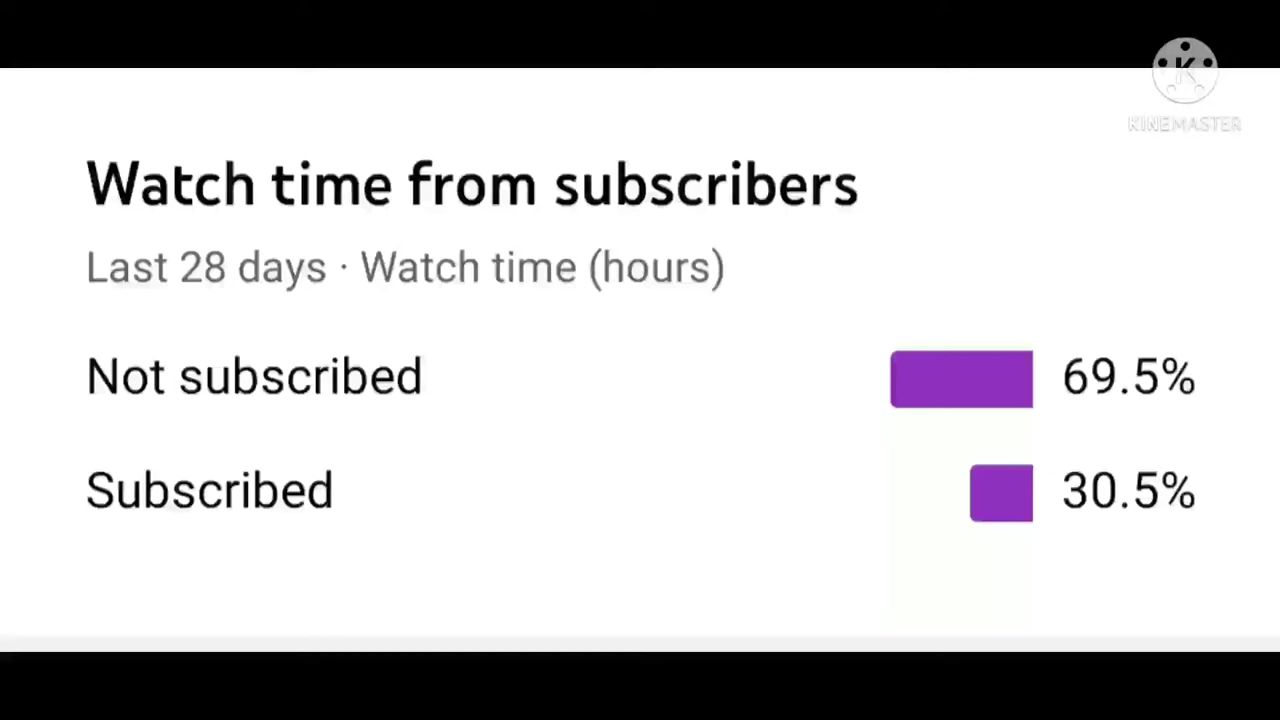 KINEMASTER
Watch time from subscribers
Last 28 days · Watch time (hours)
Not subscribed 69.5%
Subscribed 30.5%